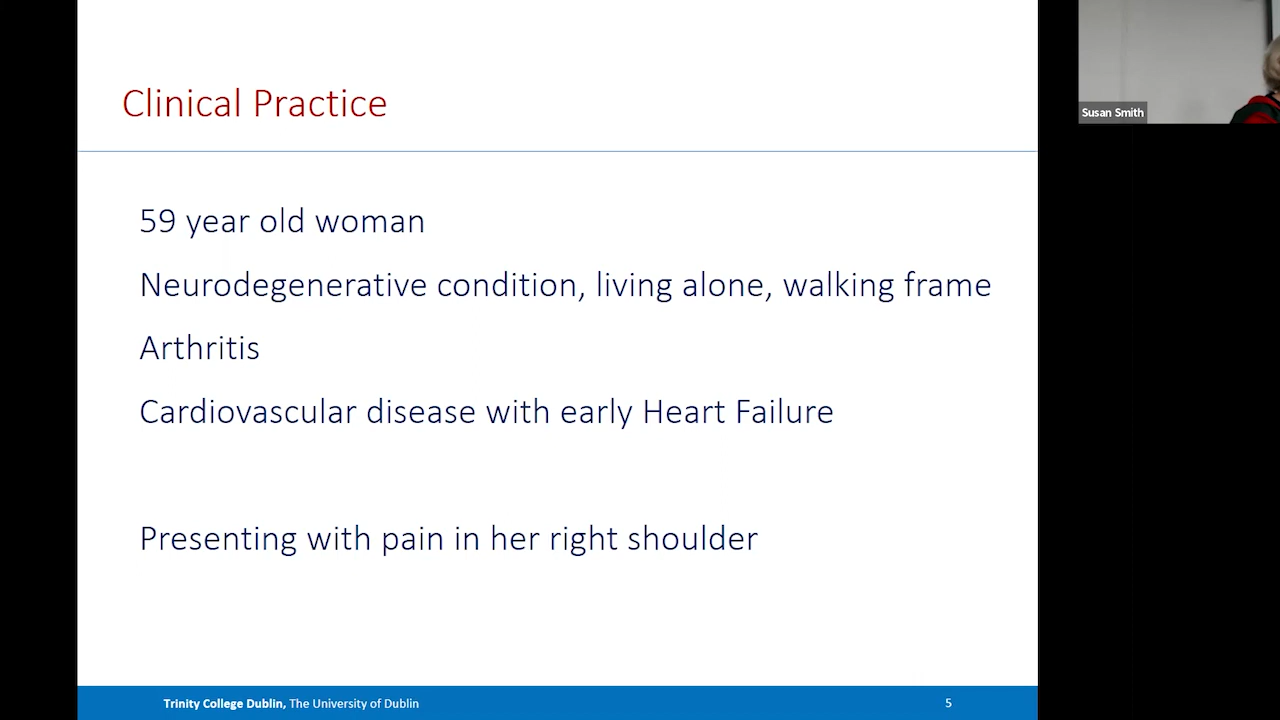 Clinical Practice
59 year old woman
Neurodegenerative condition, living alone, walking frame
Arthritis
Cardiovascular disease with early Heart Failure
Presenting with pain in her right shoulder
Trinity College Dublin, The University of Dublin
5
Susan Smith